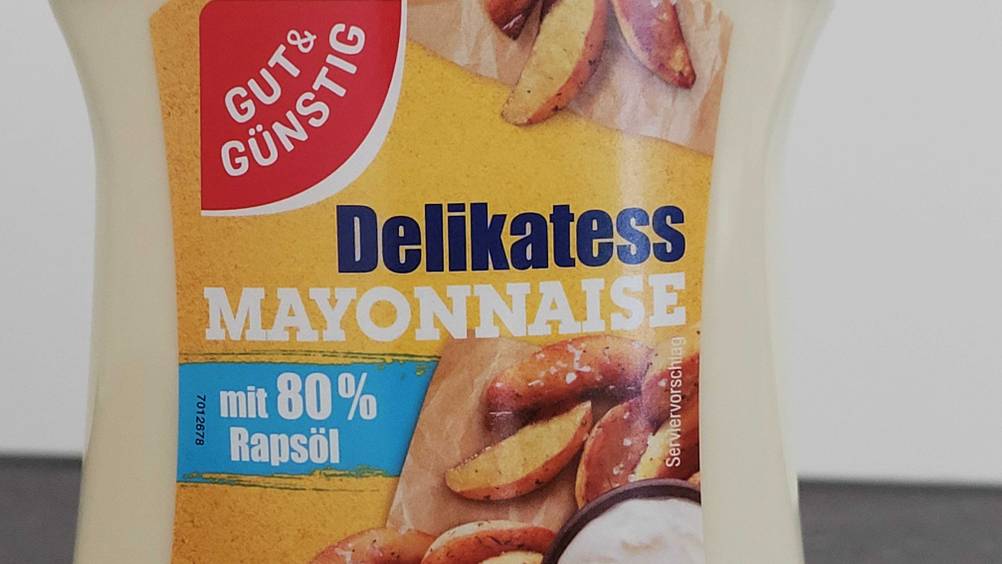 GUT&
GÜNSTIG
Delikatess
MAYONNAISE
mit 80%
Rapsöl
7012678
Serviervorschlag